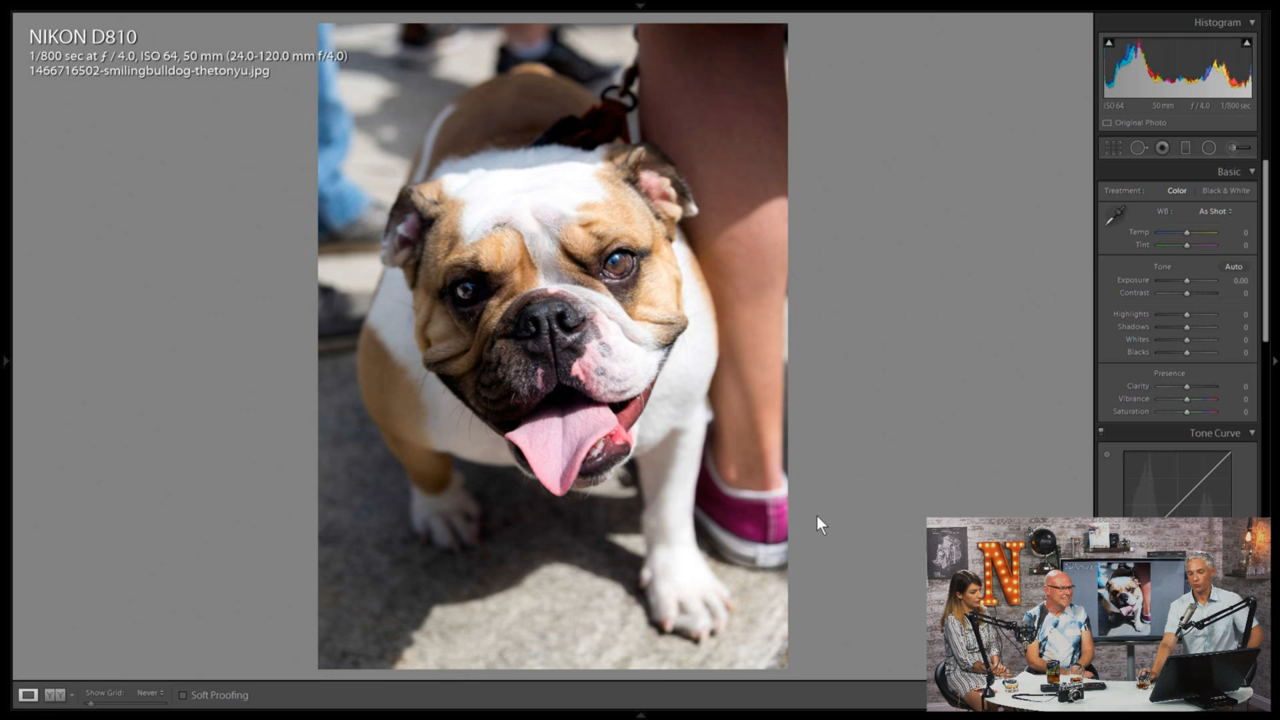 NIKON D810
1/800 sec at ƒ / 4.0, ISO 64, 50 mm (24.0-120.0 mm f/4.0)
1466716502-smilingbulldog-thetonyu.jpg
Histogram
ISO 64 50 mm ƒ / 4.0 1/800 sec
Original Photo
Basic
Treatment : Color Black & White
WB : As Shot
Temp 0
Tint 0
Tone Auto
Exposure 0.00
Contrast 0
Highlights 0
Shadows 0
Whites 0
Blacks 0
Presence
Clarity 0
Vibrance 0
Saturation 0
Tone Curve
N
Show Grid: Never
Soft Proofing